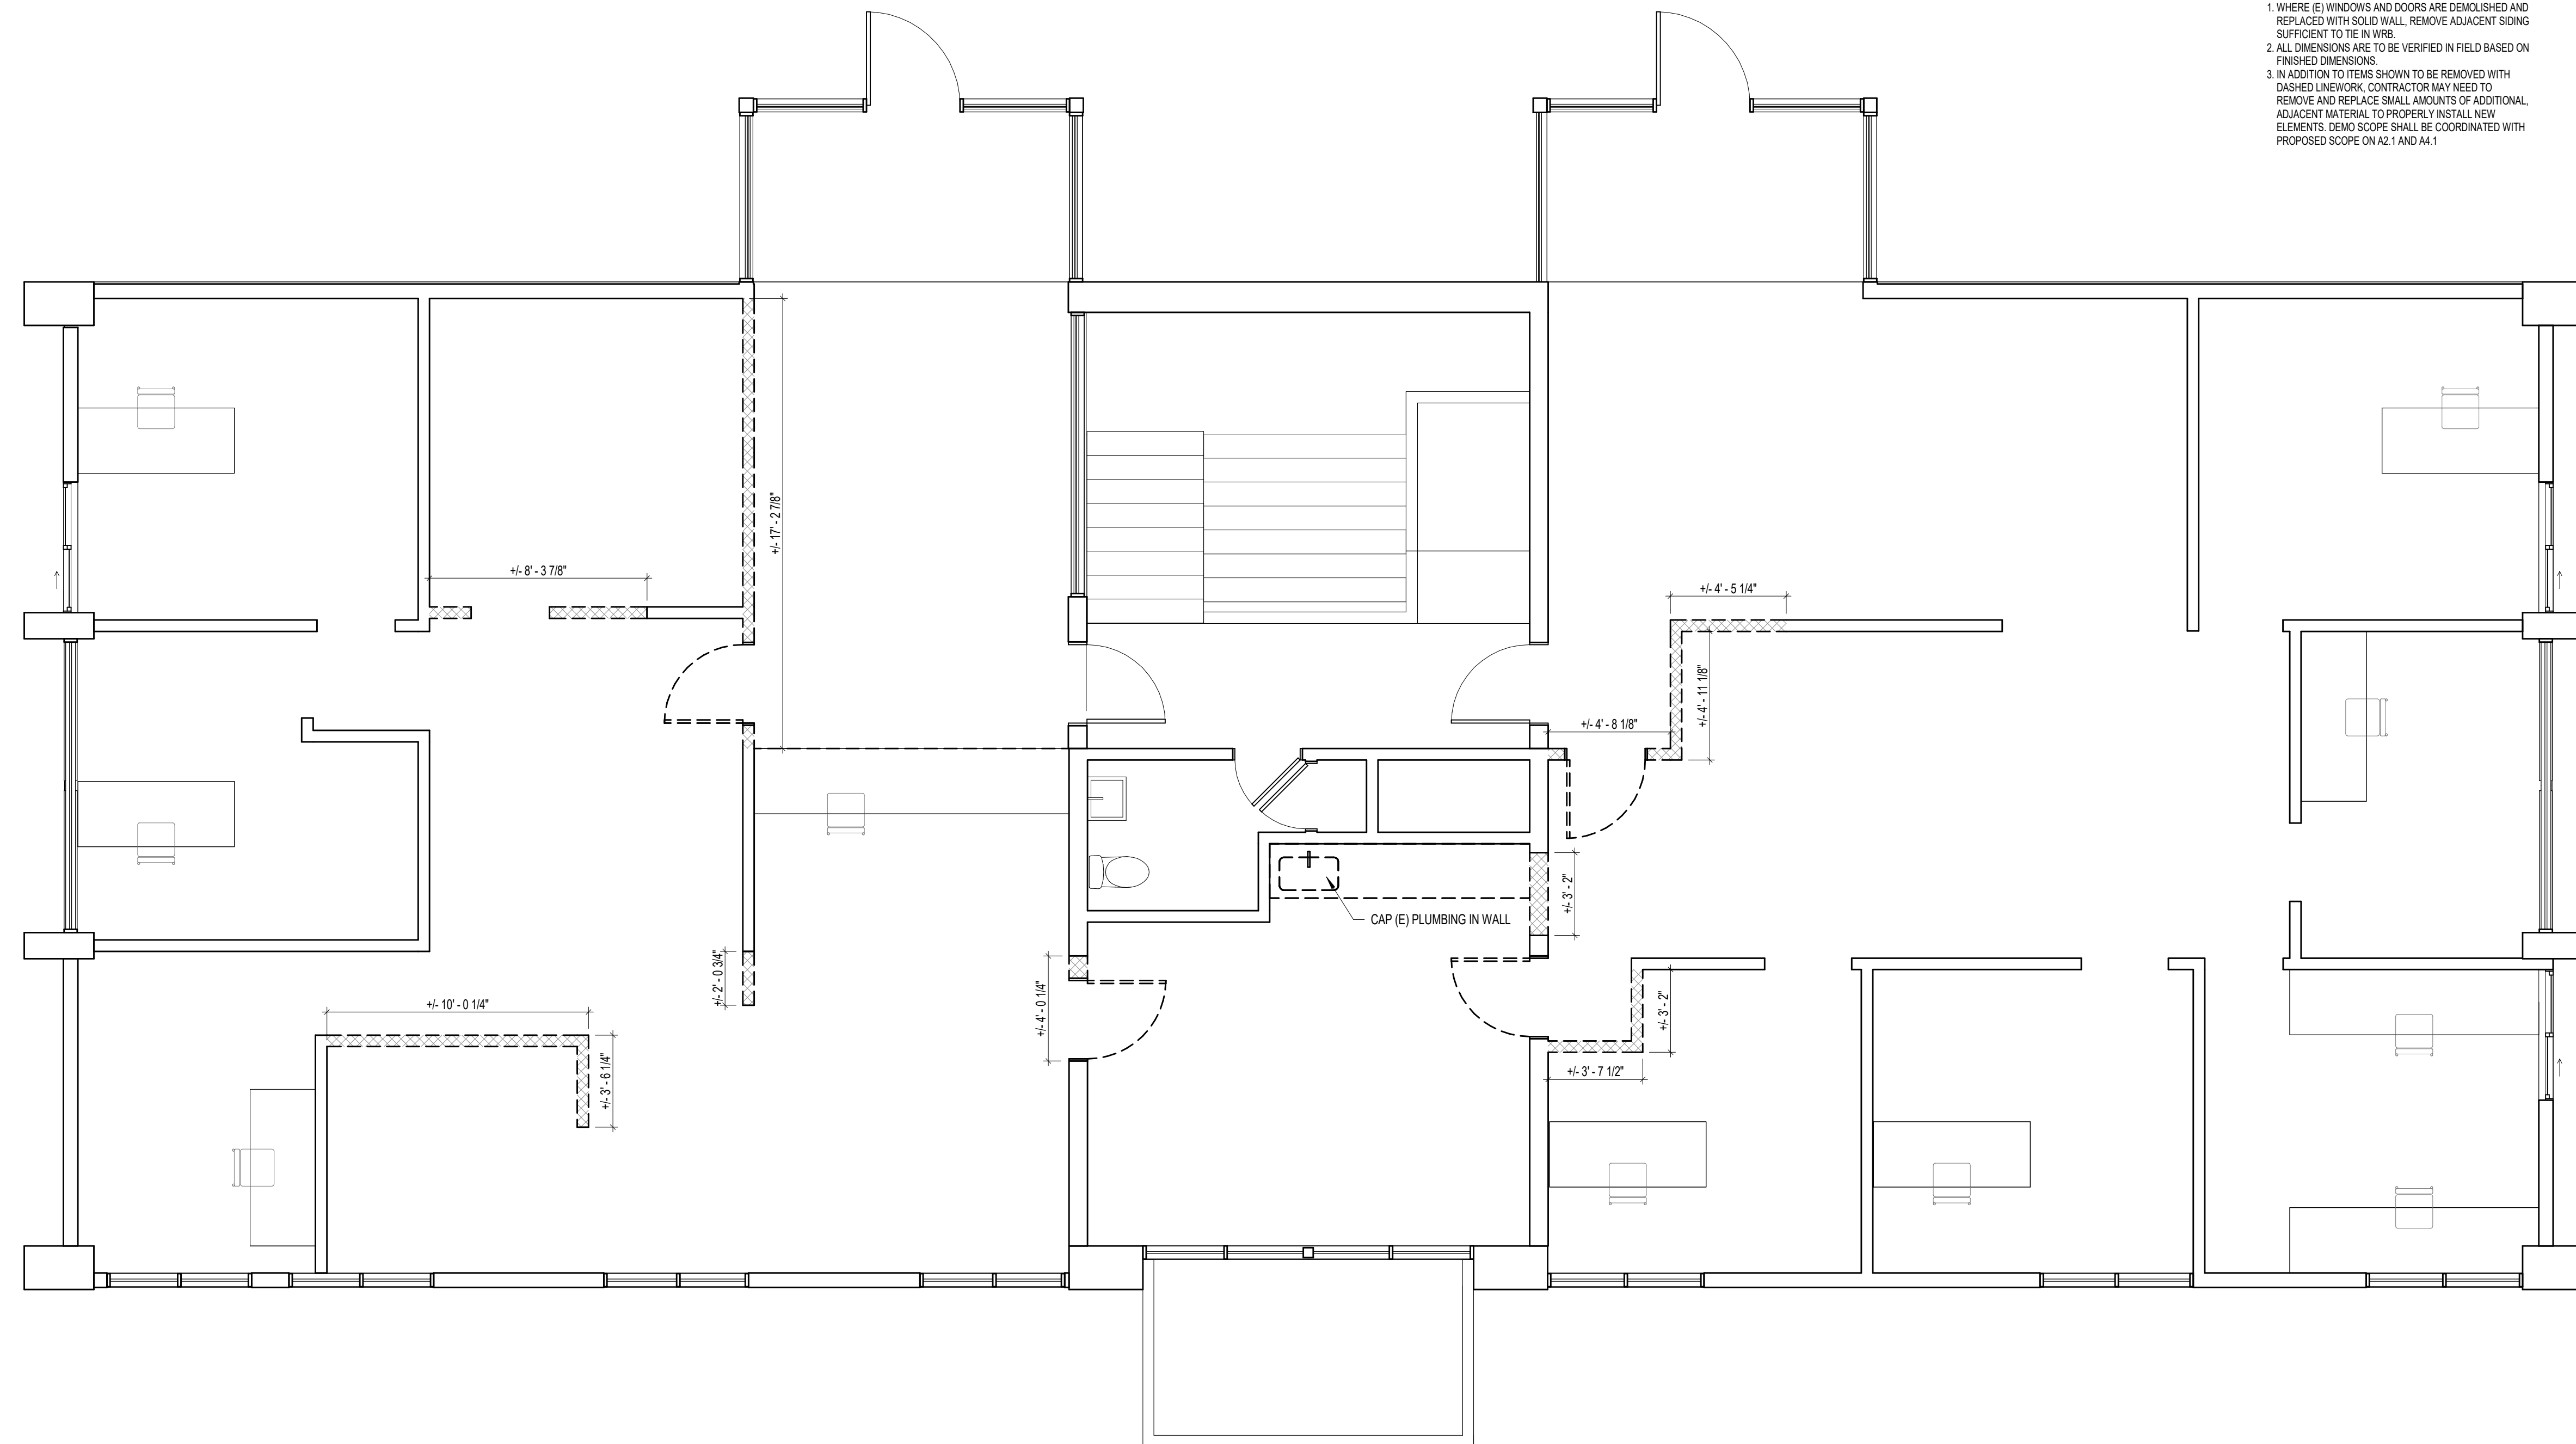 1. WHERE (E) WINDOWS AND DOORS ARE DEMOLISHED AND
REPLACED WITH SOLID WALL, REMOVE ADJACENT SIDING
SUFFICIENT TO TIE IN WRB.
2. ALL DIMENSIONS ARE TO BE VERIFIED IN FIELD BASED ON
FINISHED DIMENSIONS.
3. IN ADDITION TO ITEMS SHOWN TO BE REMOVED WITH
DASHED LINEWORK, CONTRACTOR MAY NEED TO
REMOVE AND REPLACE SMALL AMOUNTS OF ADDITIONAL,
ADJACENT MATERIAL TO PROPERLY INSTALL NEW
ELEMENTS. DEMO SCOPE SHALL BE COORDINATED WITH
PROPOSED SCOPE ON A2.1 AND A4.1
+/- 17' - 2 7/8"
+/- 8' - 3 7/8"
+/- 4' - 5 1/4"
+/- 4' - 11 1/8"
+/- 4' - 8 1/8"
+/- 3' - 2"
CAP (E) PLUMBING IN WALL
+/- 2' - 0 3/4"
+/- 10' - 0 1/4"
+/- 4' - 0 1/4"
+/- 3' - 2"
+/- 3' - 6 1/4"
+/- 3' - 7 1/2"